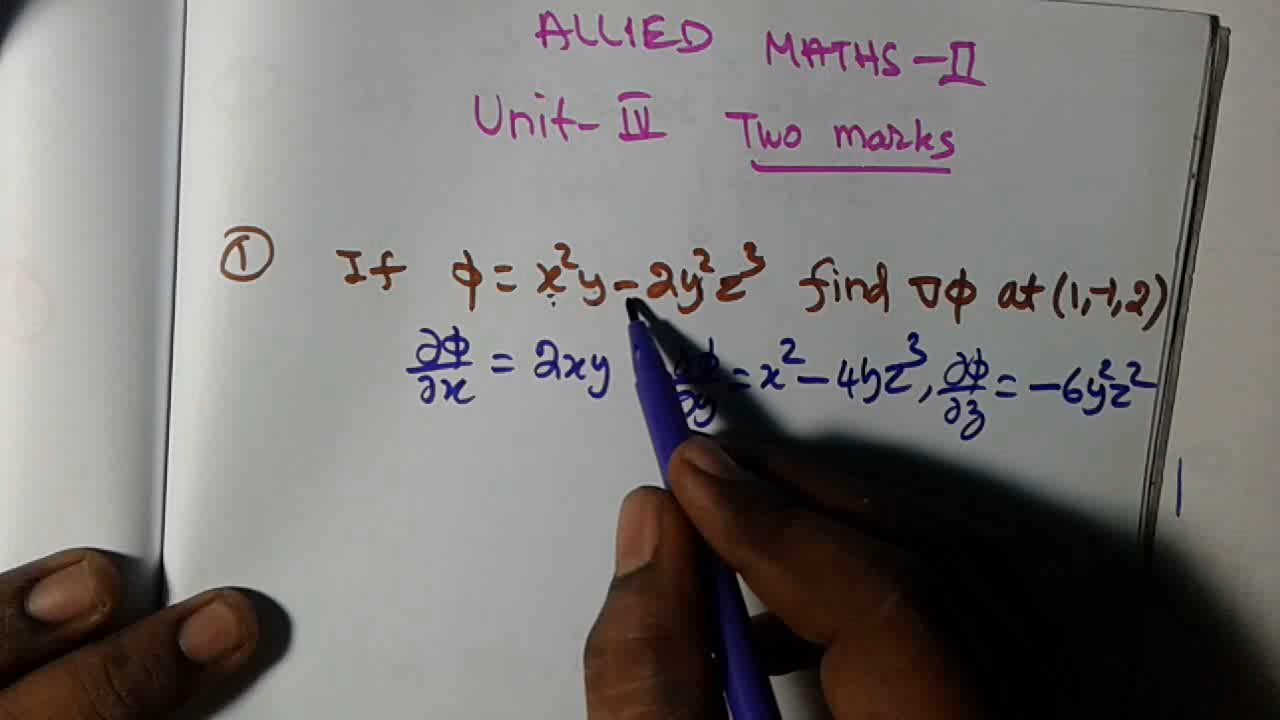 ALLIED MATHS-II
Unit-IV Two marks
① If ϕ = x²y - 2y²z³ find ∇ϕ at (1,-1,2)
∂ϕ/∂x = 2xy ∂ϕ/∂y = x² - 4yz³, ∂ϕ/∂z = -6y²z²